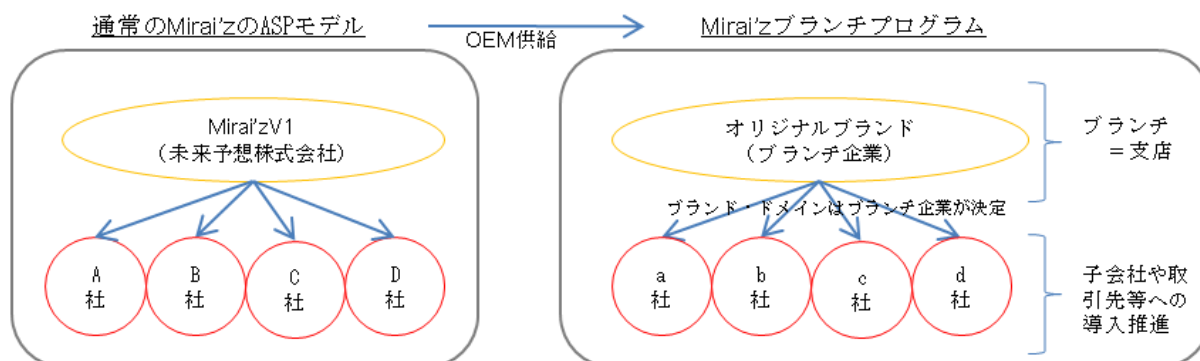 通常のMirai'zのASPモデル
OEM供給
Mirai'zブランチプログラム
Mirai'zV1
(未来予想株式会社)
A
社
B
社
C
社
D
社
オリジナルブランド
(ブランチ企業)
ブランド・ドメインはブランチ企業が決定
a
社
b
社
c
社
d
社
ブランチ
=支店
子会社や取
引先等への
導入推進